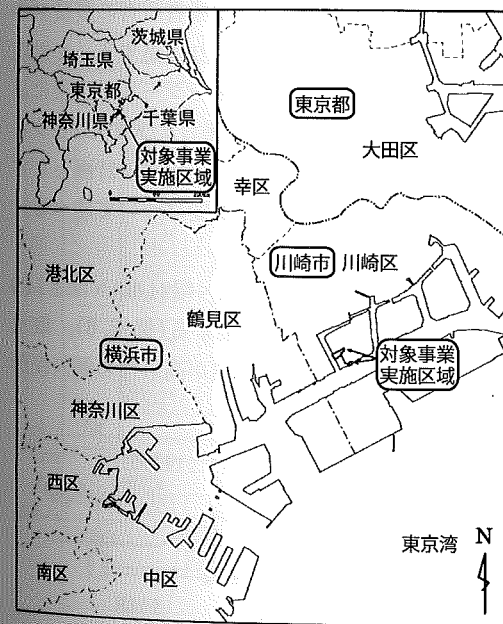 茨城県
埼玉県
東京都
神奈川県
千葉県
対象事業
実施区域
東京都
大田区
幸区
川崎市 川崎区
港北区
鶴見区
横浜市
対象事業
実施区域
神奈川区
西区
東京湾
N
南区
中区